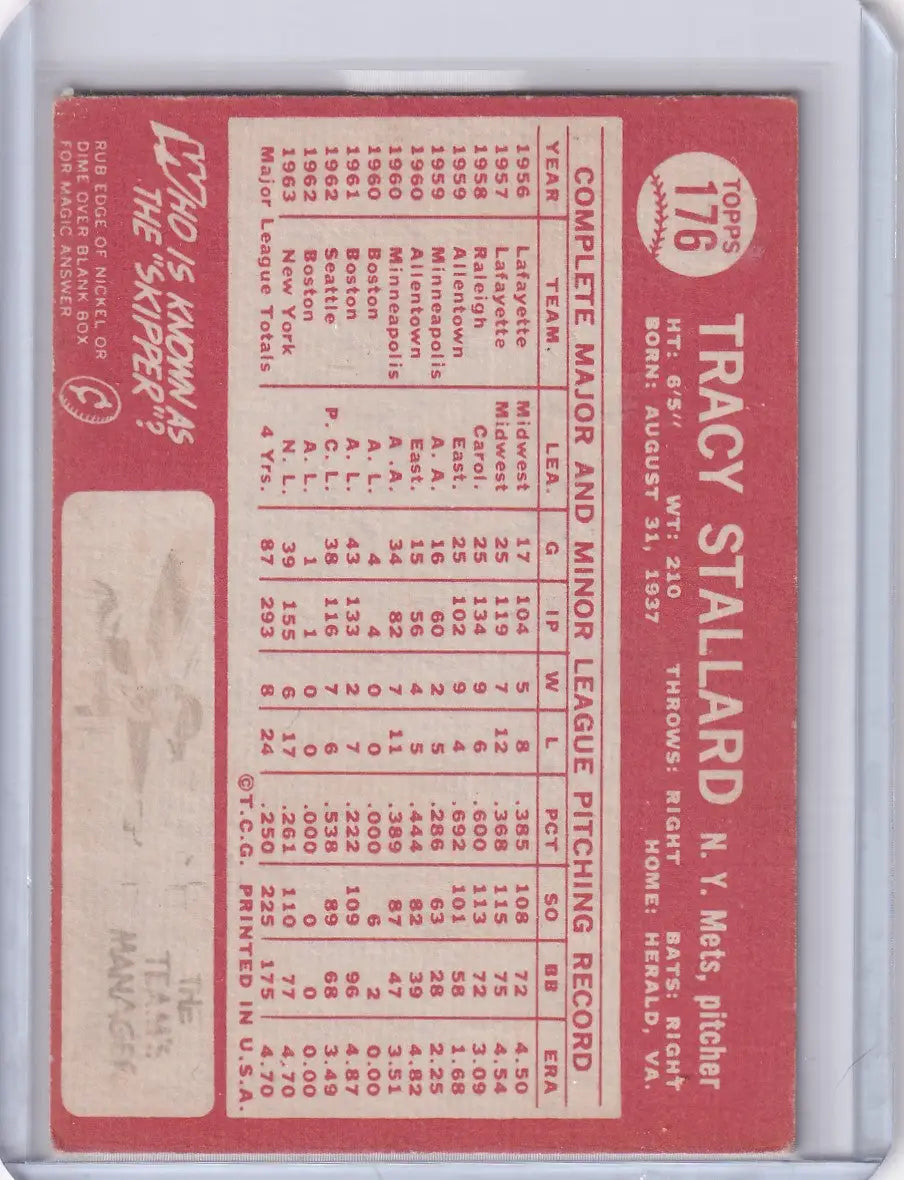 TOPPS
176
TRACY STALLARD N. Y. Mets, pitcher
HT: 6'5" WT: 210 THROWS: RIGHT BATS: RIGHT
BORN: AUGUST 31, 1937 HOME: HERALD, VA.
COMPLETE MAJOR AND MINOR LEAGUE PITCHING RECORD
YEAR TEAM LEA. G IP W L PCT SO BB ERA
1956 Lafayette Midwest 17 104 5 8 .385 108 72 4.50
1957 Lafayette Midwest 25 119 7 12 .368 115 75 4.54
1958 Raleigh Carol. 25 134 9 6 .600 113 72 3.09
1959 Allentown East. 25 102 9 4 .692 101 58 1.68
1959 Minneapolis A. A. 16 60 2 5 .286 63 28 2.25
1960 Allentown East. 15 56 4 5 .444 82 39 4.82
1960 Minneapolis A. A. 34 82 7 11 .389 87 47 3.51
1960 Boston A. L. 4 4 0 0 .000 6 2 0.00
1961 Boston A. L. 43 133 2 7 .222 109 96 4.87
1962 Seattle P. C. L. 38 116 7 6 .538 89 68 3.49
1962 Boston A. L. 1 1 0 0 .000 0 0 0.00
1963 New York N. L. 39 155 6 17 .261 110 77 4.70
Major League Totals 4 Yrs. 87 293 8 24 .250 225 175 4.70
©T.C.G. PRINTED IN U.S.A.
WHO IS KNOWN AS
THE "SKIPPER"?
RUB EDGE OF NICKEL, OR
DIME OVER BLANK BOX
FOR MAGIC ANSWER
THE
TEAM'S
MANAGER